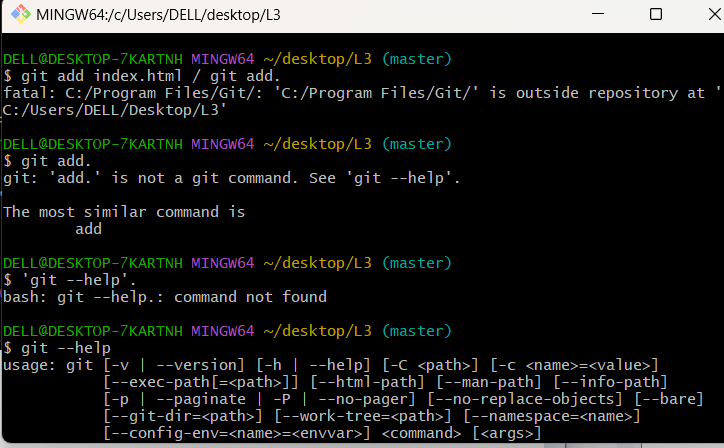 MINGW64:/c/Users/DELL/desktop/L3
DELL@DESKTOP-7KARTNH MINGW64 ~/desktop/L3 (master)
$ git add index.html / git add.
fatal: C:/Program Files/Git/: 'C:/Program Files/Git/' is outside repository at '
C:/Users/DELL/Desktop/L3'
DELL@DESKTOP-7KARTNH MINGW64 ~/desktop/L3 (master)
$ git add.
git: 'add.' is not a git command. See 'git --help'.
The most similar command is
add
DELL@DESKTOP-7KARTNH MINGW64 ~/desktop/L3 (master)
$ 'git --help'.
bash: git --help.: command not found
DELL@DESKTOP-7KARTNH MINGW64 ~/desktop/L3 (master)
$ git --help
usage: git [-v | --version] [-h | --help] [-C <path>] [-c <name>=<value>]
[--exec-path[=<path>]] [--html-path] [--man-path] [--info-path]
[-p | --paginate | -P | --no-pager] [--no-replace-objects] [--bare]
[--git-dir=<path>] [--work-tree=<path>] [--namespace=<name>]
[--config-env=<name>=<envvar>] <command> [<args>]